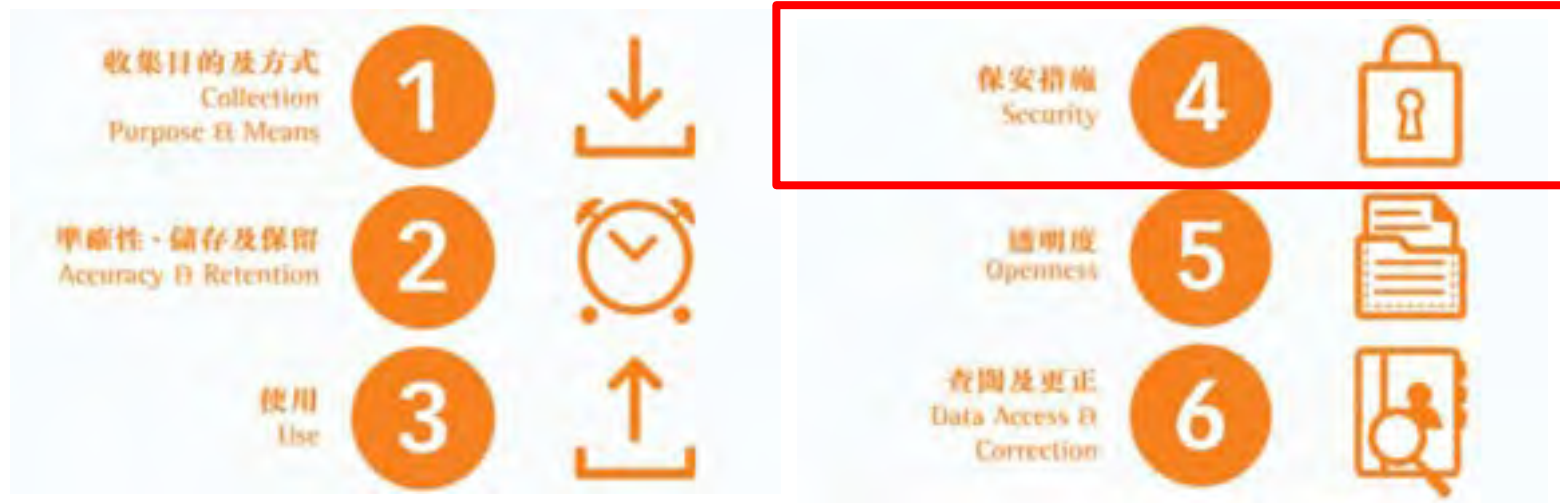 收集目的及方式
Collection
Purpose & Means
1
準確性、儲存及保留
Accuracy & Retention
2
使用
Use
3
保安措施
Security
4
透明度
Openness
5
查閱及更正
Data Access &
Correction
6